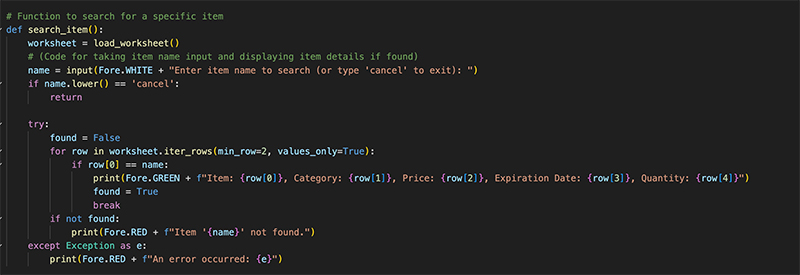 # Function to search for a specific item
def search_item():
    worksheet = load_worksheet()
    # (Code for taking item name input and displaying item details if found)
    name = input(Fore.WHITE + "Enter item name to search (or type 'cancel' to exit): ")
    if name.lower() == 'cancel':
        return

    try:
        found = False
        for row in worksheet.iter_rows(min_row=2, values_only=True):
            if row[0] == name:
                print(Fore.GREEN + f"Item: {row[0]}, Category: {row[1]}, Price: {row[2]}, Expiration Date: {row[3]}, Quantity: {row[4]}")
                found = True
                break
        if not found:
            print(Fore.RED + f"Item '{name}' not found.")
    except Exception as e:
        print(Fore.RED + f"An error occurred: {e}")